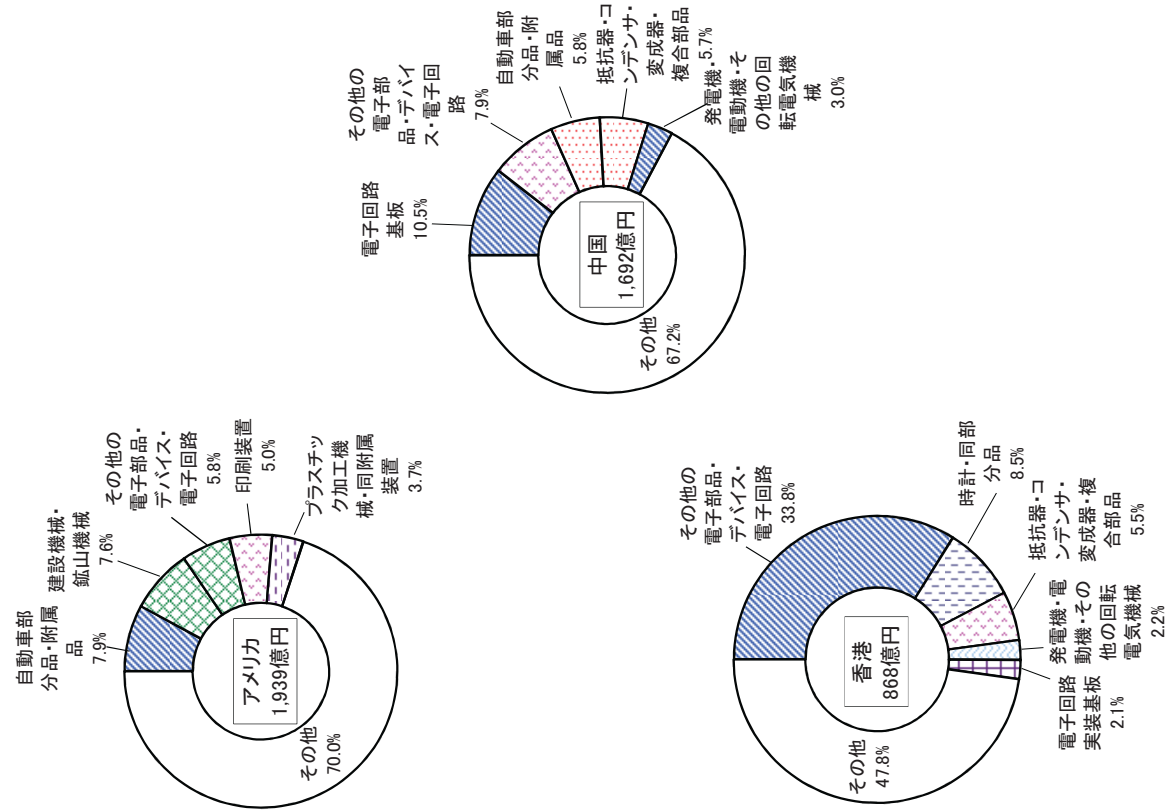 自動車部
分品・附属
品
7.9%
建設機械・
鉱山機械
7.6%
その他の
電子部品・
デバイス・
電子回路
5.8%
印刷装置
5.0%
プラスチッ
ク加工機
械・同附属
装置
3.7%
その他
70.0%
アメリカ
1,939億円
電子回路
基板
10.5%
その他の
電子部
品・デバイ
ス・電子回
路
7.9%
自動車部
分品・附
属品
5.8%
抵抗器・コ
ンデンサ・
変成器・
複合部品
5.7%
発電機・
電動機・そ
の他の回
転電気機
械
3.0%
その他
67.2%
中国
1,692億円
その他の
電子部品・
デバイス・
電子回路
33.8%
時計・同部
分品
8.5%
抵抗器・コ
ンデンサ・
変成器・複
合部品
5.5%
発電機・電
動機・その
他の回転
電気機械
2.2%
電子回路
実装基板
2.1%
その他
47.8%
香港
868億円